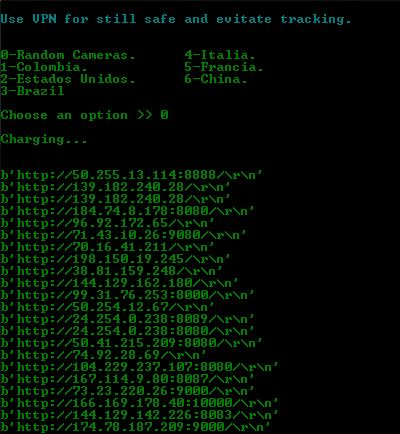 Use VPN for still safe and evitate tracking.
0-Random Cameras. 4-Italia.
1-Colombia. 5-Francia.
2-Estados Unidos. 6-China.
3-Brazil
Choose an option >> 0
Charging...
b'http://50.255.13.114:8888/\r\n'
b'http://139.182.240.28/\r\n'
b'http://139.182.240.28/\r\n'
b'http://184.74.8.178:8080/\r\n'
b'http://96.92.172.65/\r\n'
b'http://71.43.10.26:9080/\r\n'
b'http://70.16.41.211/\r\n'
b'http://198.150.19.245/\r\n'
b'http://38.81.159.248/\r\n'
b'http://144.129.162.180/\r\n'
b'http://99.31.76.253:8000/\r\n'
b'http://50.254.12.67/\r\n'
b'http://24.254.0.238:8089/\r\n'
b'http://24.254.0.238:8080/\r\n'
b'http://50.41.215.209:8080/\r\n'
b'http://74.92.28.69/\r\n'
b'http://104.229.237.107:8080/\r\n'
b'http://167.114.9.80:8087/\r\n'
b'http://73.23.220.26:9000/\r\n'
b'http://166.169.178.40:10000/\r\n'
b'http://144.129.142.226:8083/\r\n'
b'http://174.78.187.209:9000/\r\n'